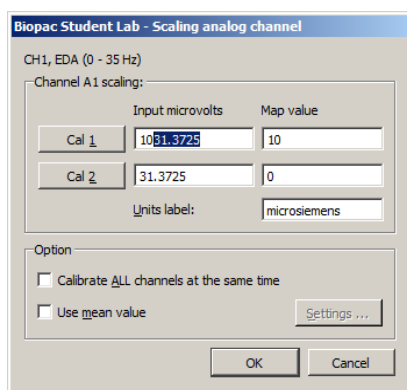 Biopac Student Lab - Scaling analog channel
CH1, EDA (0 - 35 Hz)
Channel A1 scaling:
Input microvolts Map value
Cal 1 1031.3725 10
Cal 2 31.3725 0
Units label: microsiemens
Option
Calibrate ALL channels at the same time
Use mean value Settings ...
OK Cancel